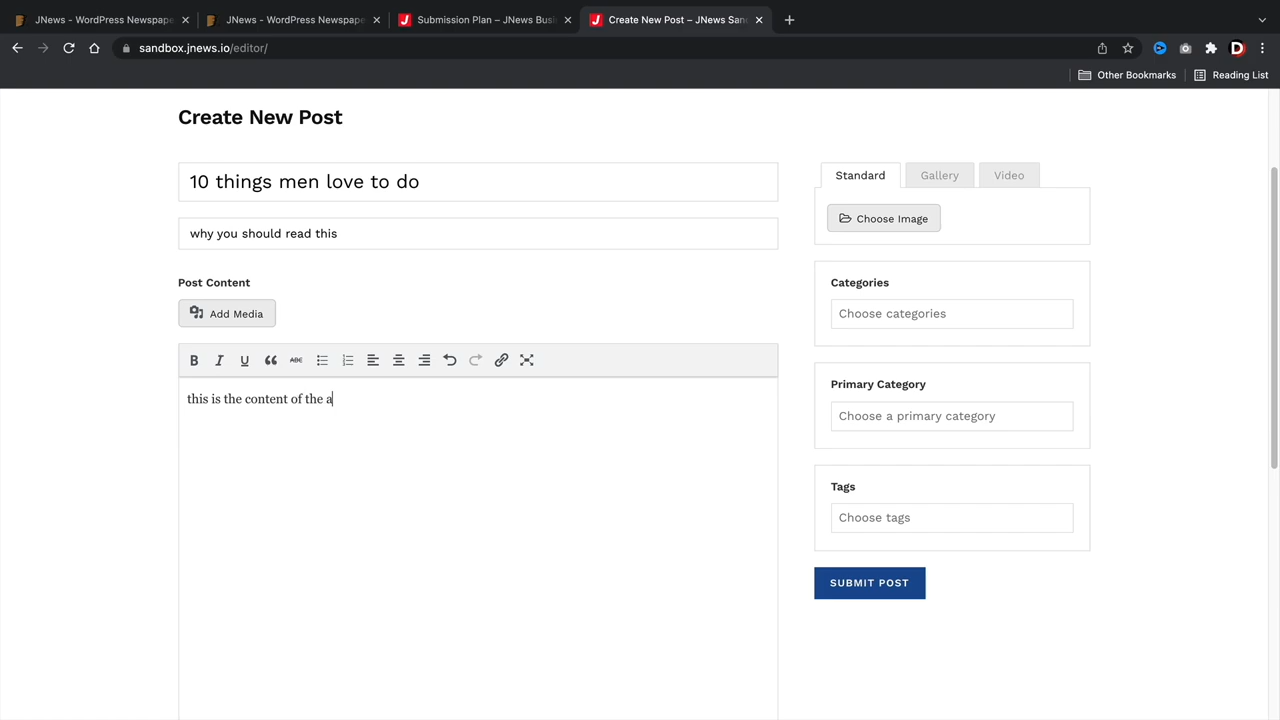 JNews - WordPress Newspape
JNews - WordPress Newspape
Submission Plan – JNews Busi
Create New Post – JNews San
sandbox.jnews.io/editor/
D
Other Bookmarks
Reading List
Create New Post
10 things men love to do
why you should read this
Post Content
Add Media
B I U ABC
this is the content of the a
Standard
Gallery
Video
Choose Image
Categories
Choose categories
Primary Category
Choose a primary category
Tags
Choose tags
SUBMIT POST